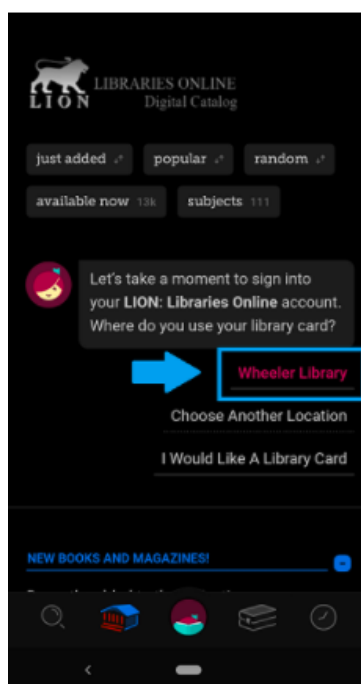 LION
LIBRARIES ONLINE
Digital Catalog
just added
popular
random
available now 13k
subjects 111
Let's take a moment to sign into
your LION: Libraries Online account.
Where do you use your library card?
Wheeler Library
Choose Another Location
I Would Like A Library Card
NEW BOOKS AND MAGAZINES!